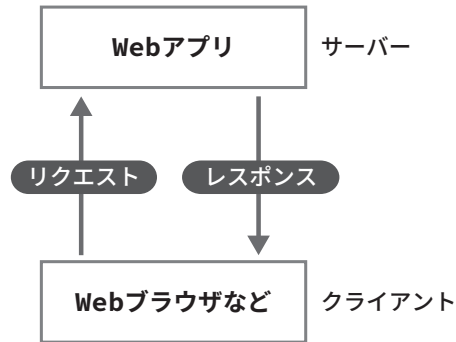 Webアプリ
サーバー
リクエスト
レスポンス
Webブラウザなど
クライアント